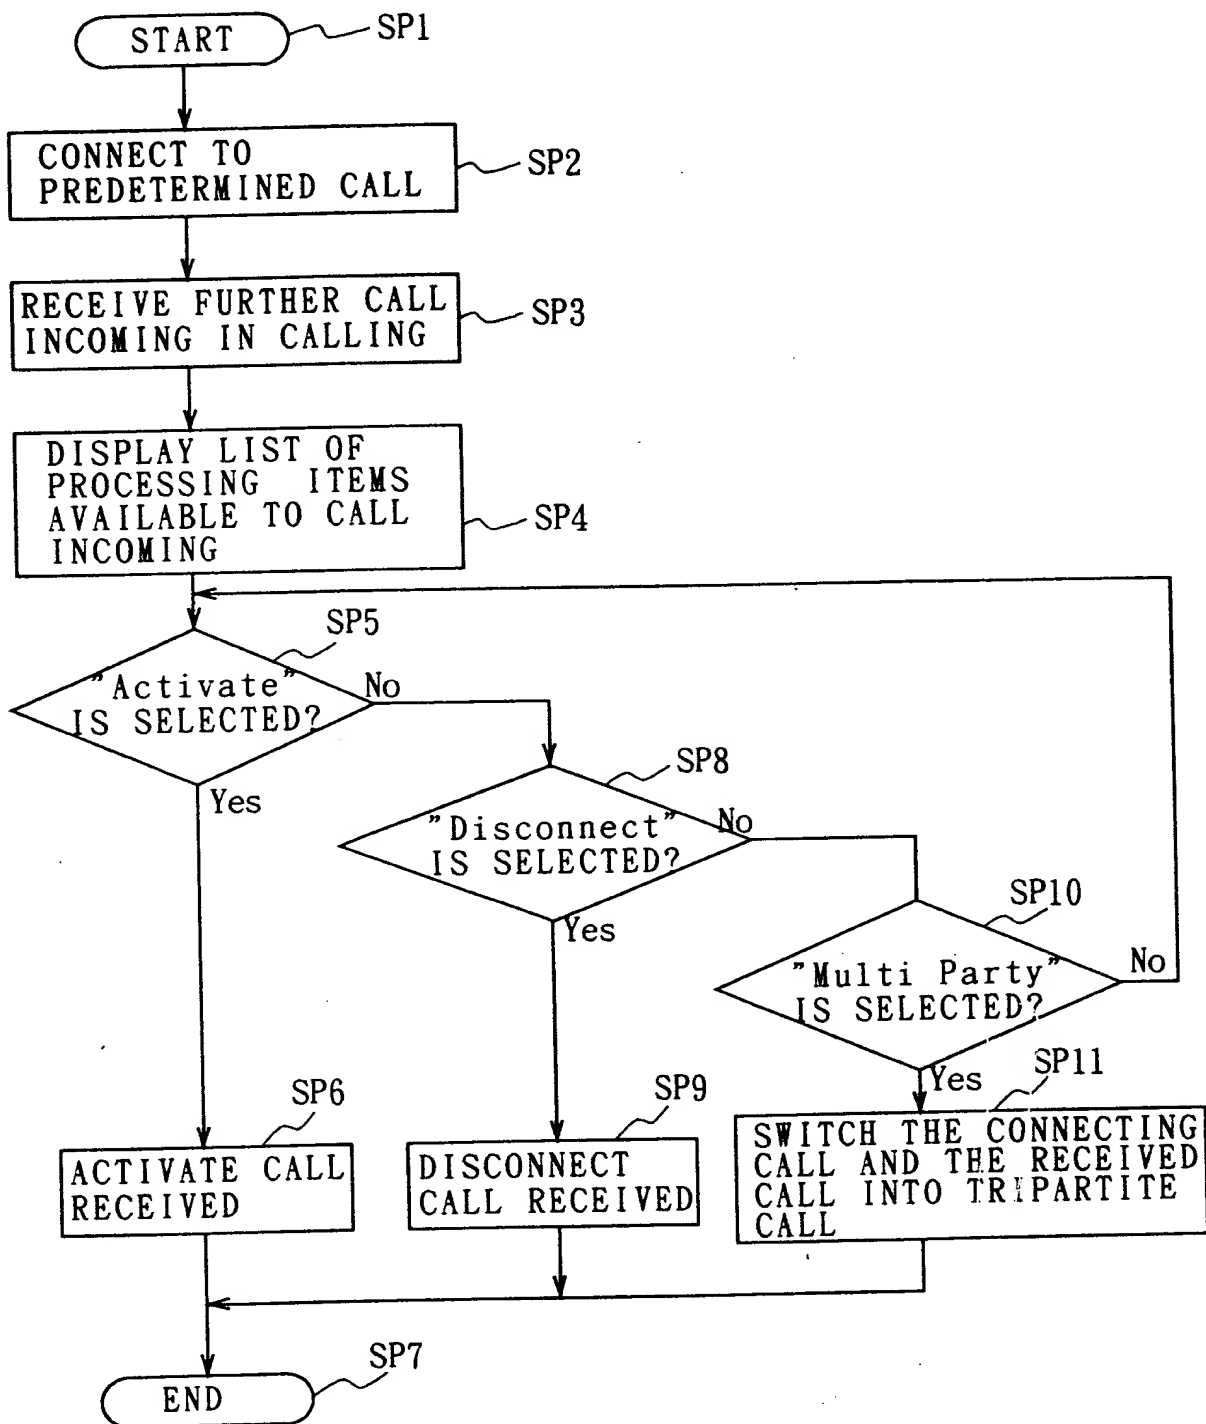 START
SP1
CONNECT TO
PREDETERMINED CALL
SP2
RECEIVE FURTHER CALL
INCOMING IN CALLING
SP3
DISPLAY LIST OF
PROCESSING ITEMS
AVAILABLE TO CALL
INCOMING
SP4
SP5
"Activate"
IS SELECTED?
No
Yes
SP8
"Disconnect"
IS SELECTED?
No
Yes
SP10
"Multi Party"
IS SELECTED?
No
Yes
SP6
ACTIVATE CALL
RECEIVED
SP9
DISCONNECT
CALL RECEIVED
SP11
SWITCH THE CONNECTING
CALL AND THE RECEIVED
CALL INTO TRIPARTITE
CALL
SP7
END